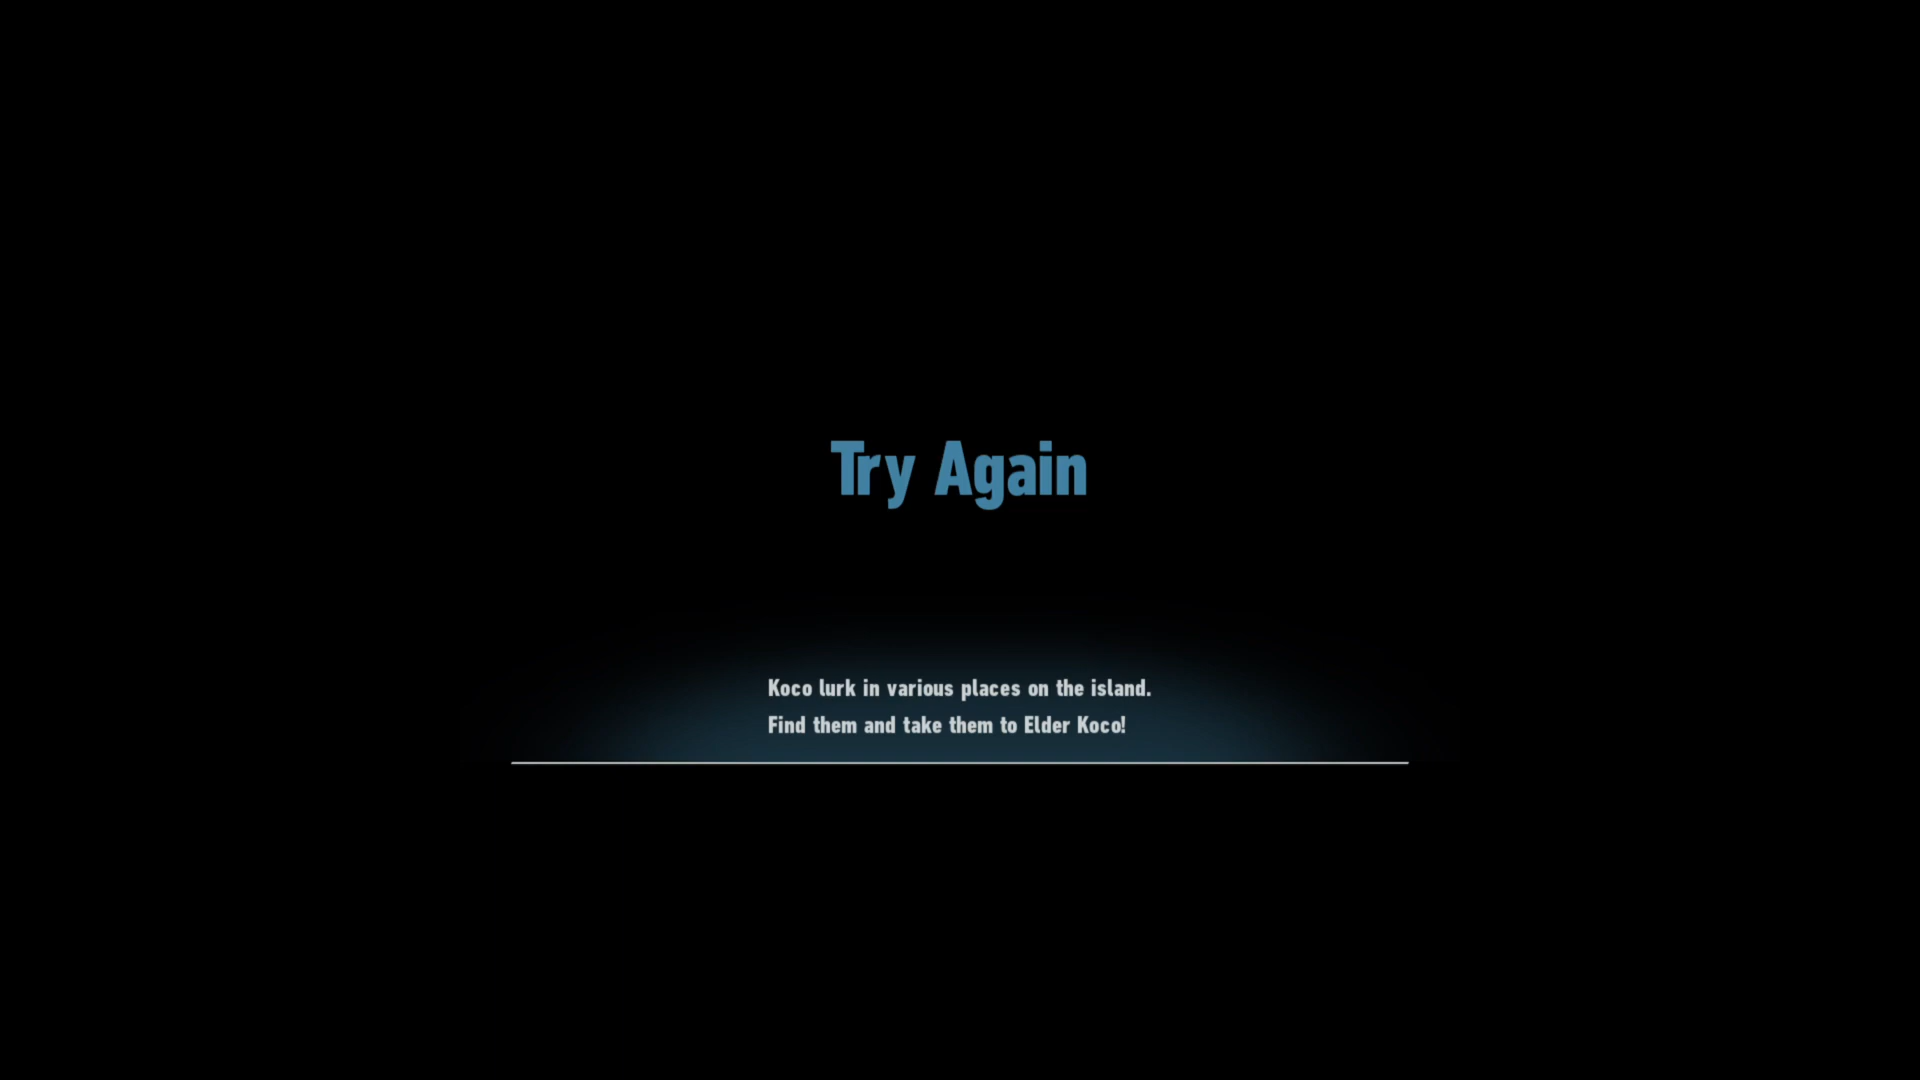 Try Again
Koco lurk in various places on the island.
Find them and take them to Elder Koco!